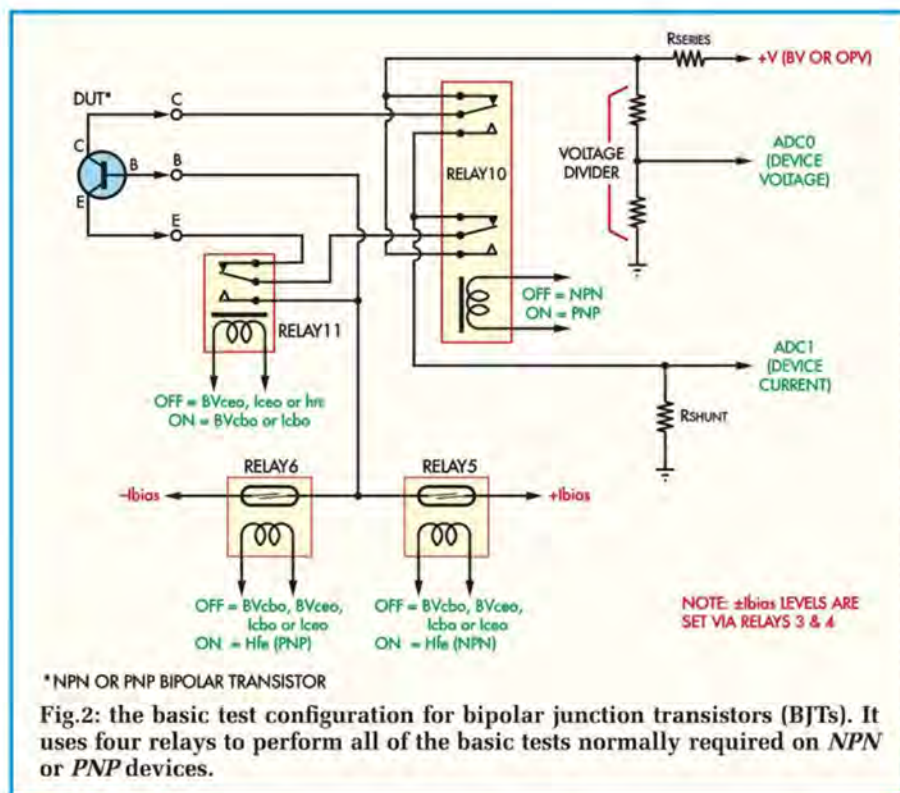 RSERIES
+V (BV OR OPV)
DUT*
C
C
B
B
E
E
RELAY10
VOLTAGE
DIVIDER
ADC0
(DEVICE
VOLTAGE)
OFF = NPN
ON = PNP
RELAY11
ADC1
(DEVICE
CURRENT)
OFF = BVceo, Iceo or hFE
ON = BVcbo or Icbo
RSHUNT
RELAY6
RELAY5
–Ibias
+Ibias
OFF = BVcbo, BVceo,
Icbo or Iceo
ON = Hfe (PNP)
OFF = BVcbo, BVceo,
Icbo or Iceo
ON = Hfe (NPN)
NOTE: ±Ibias LEVELS ARE
SET VIA RELAYS 3 & 4
*NPN OR PNP BIPOLAR TRANSISTOR
Fig.2: the basic test configuration for bipolar junction transistors (BJTs). It
uses four relays to perform all of the basic tests normally required on NPN
or PNP devices.